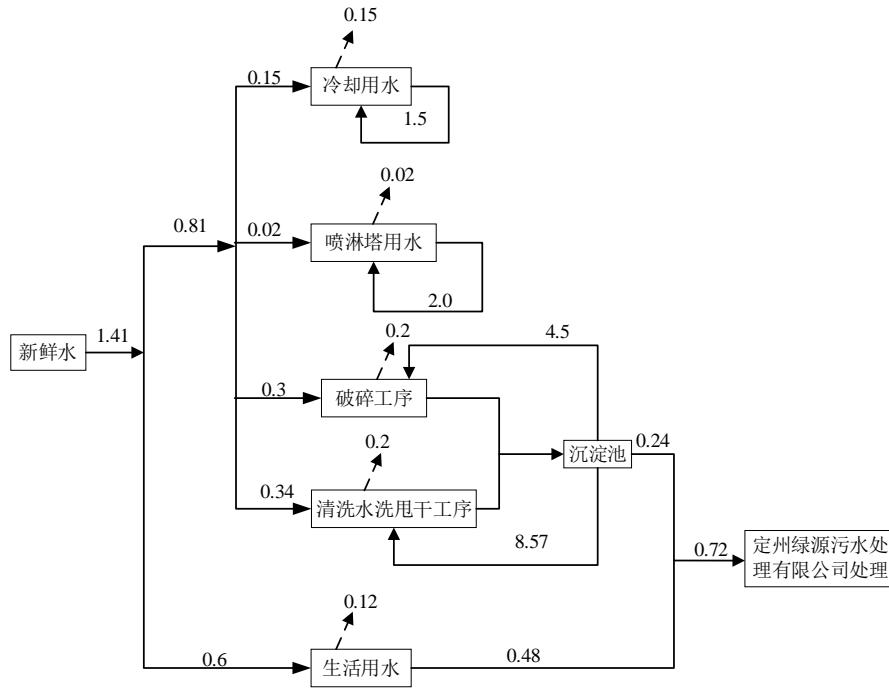 0.15
0.15
冷却用水
1.5
0.02
0.81
0.02
喷淋塔用水
2.0
新鲜水
1.41
0.2
4.5
0.3
破碎工序
0.2
沉淀池
0.24
0.34
清洗水洗甩干工序
8.57
0.72
定州绿源污水处
理有限公司处理
0.12
0.6
生活用水
0.48